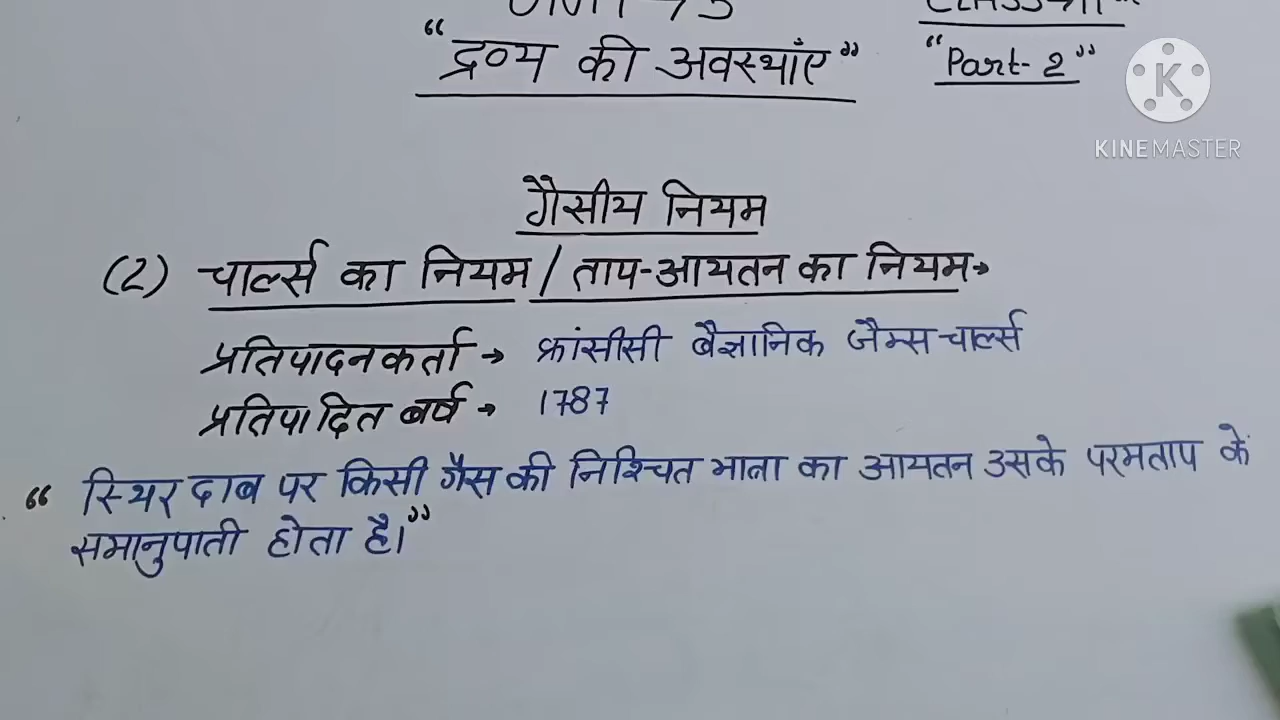 “द्रव्य की अवस्थाएं”
“Part-2”
K
KINEMASTER
गैसीय नियम
(2) चार्ल्स का नियम / ताप-आयतन का नियम→
प्रतिपादनकर्ता → फ्रांसीसी बैज्ञानिक जैम्स चार्ल्स
प्रतिपादित बर्ष → 1787
“ स्थिर दाब पर किसी गैस की निश्चित मात्रा का आयतन उसके परमताप के
समानुपाती होता है।”